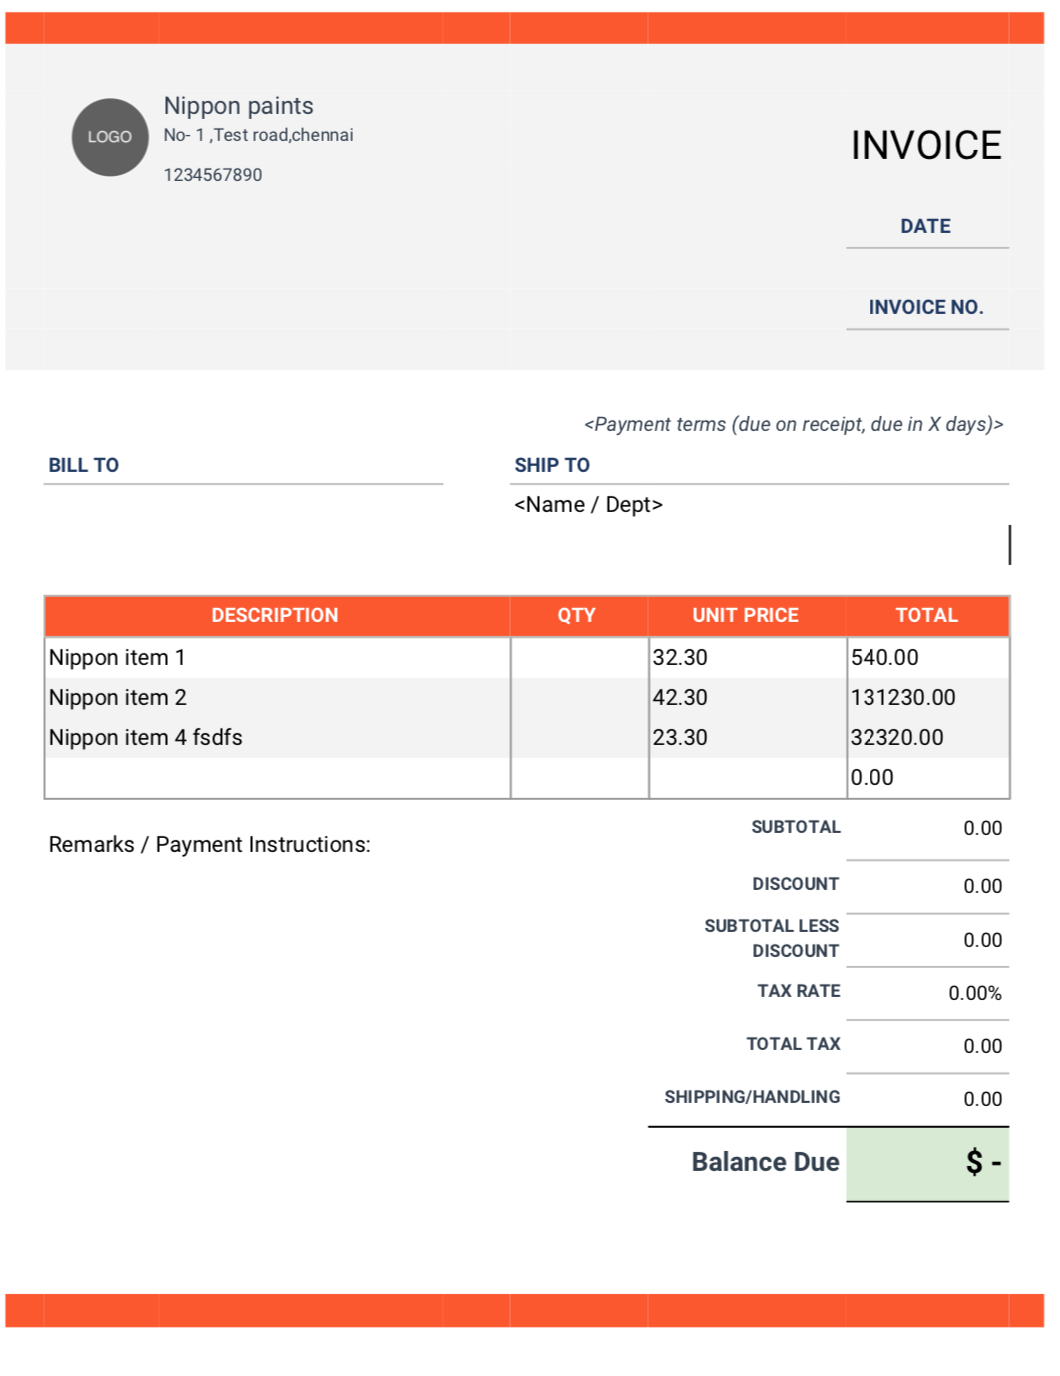 Nippon paints
LOGO
No- 1 ,Test road,chennai
1234567890
INVOICE
DATE
INVOICE NO.
<Payment terms (due on receipt, due in X days)>
BILL TO
SHIP TO
<Name / Dept>
DESCRIPTION QTY UNIT PRICE TOTAL
Nippon item 1 32.30 540.00
Nippon item 2 42.30 131230.00
Nippon item 4 fsdfs 23.30 32320.00
0.00
Remarks / Payment Instructions:
SUBTOTAL 0.00
DISCOUNT 0.00
SUBTOTAL LESS
DISCOUNT 0.00
TAX RATE 0.00%
TOTAL TAX 0.00
SHIPPING/HANDLING 0.00
Balance Due $ -